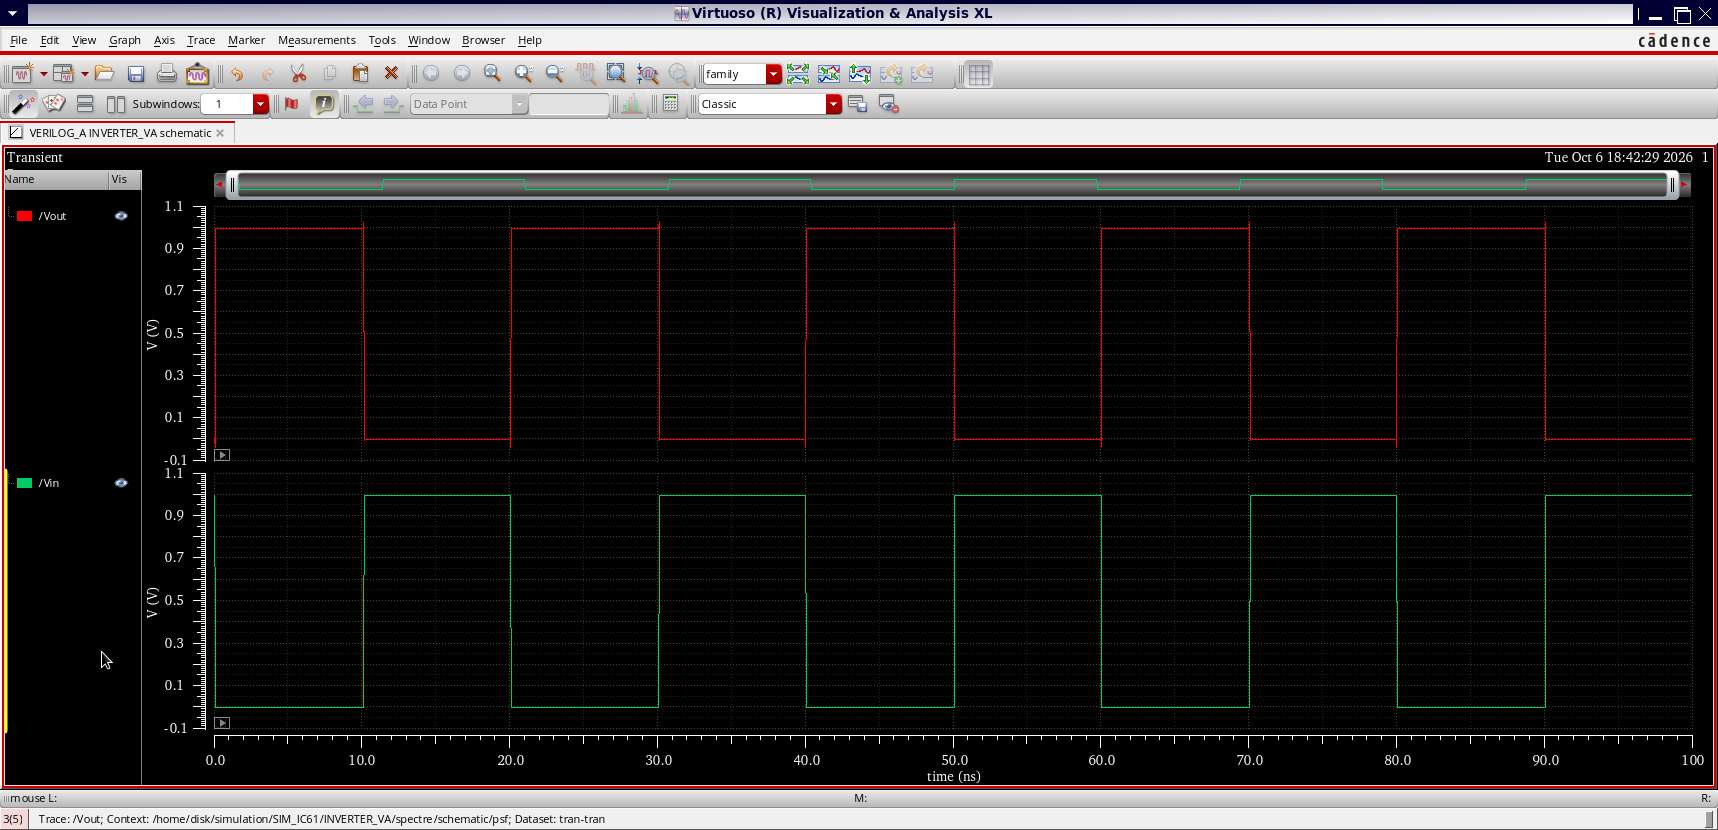 Virtuoso (R) Visualization & Analysis XL
File Edit View Graph Axis Trace Marker Measurements Tools Window Browser Help
cādence
family
Subwindows: 1 Data Point Classic
VERILOG_A INVERTER_VA schematic
Transient Tue Oct 6 18:42:29 2026 1
Name Vis
/Vout
1.1
0.9
0.7
0.5
0.3
0.1
-0.1
V (V)
/Vin
1.1
0.9
0.7
0.5
0.3
0.1
-0.1
V (V)
0.0 10.0 20.0 30.0 40.0 50.0 60.0 70.0 80.0 90.0 100
time (ns)
mouse L: M: R:
3(5) Trace: /Vout; Context: /home/disk/simulation/SIM_IC61/INVERTER_VA/spectre/schematic/psf; Dataset: tran-tran